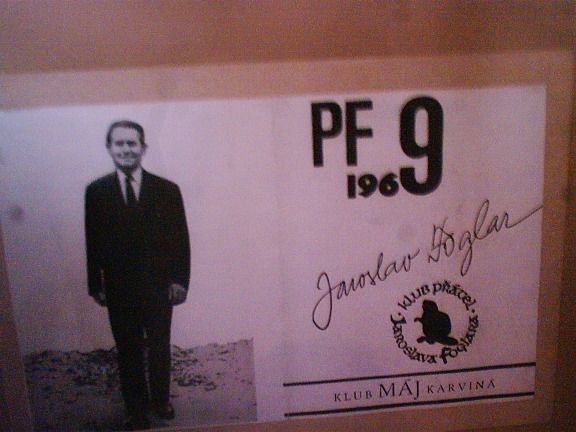 PF 1969
Jaroslav Foglar
· klub přátel ·
Jaroslava Foglara
KLUB MÁJ KARVINÁ